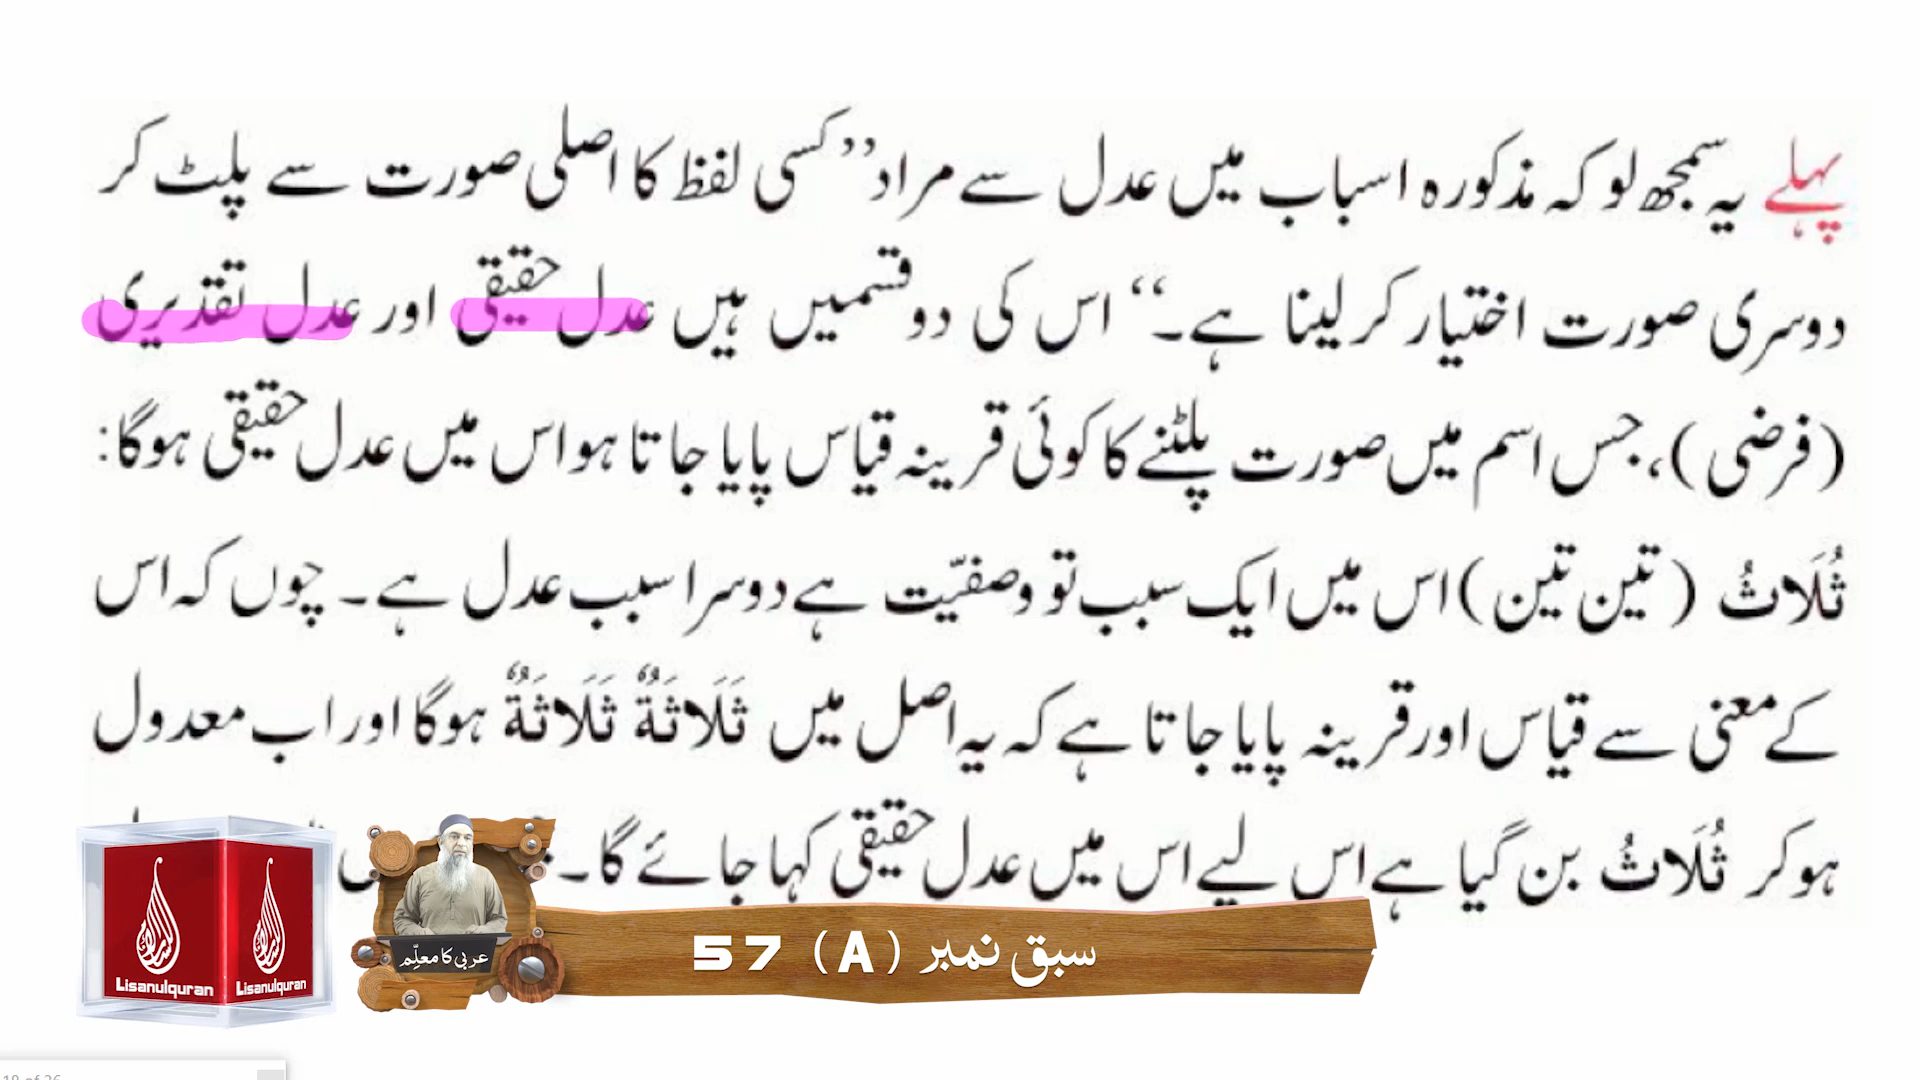 پہلے یہ سمجھ لو کہ مذکورہ اسباب میں عدل سے مراد ’’کسی لفظ کا اصلی صورت سے پلٹ کر
دوسری صورت اختیار کر لینا ہے۔‘‘ اس کی دو قسمیں ہیں عدل حقیقی اور عدل تقدیری
(فرضی)، جس اسم میں صورت پلٹنے کا کوئی قرینہ قیاس پایا جاتا ہو اس میں عدل حقیقی ہوگا:
ثُلَاثُ (تین تین) اس میں ایک سبب تو وصفیّت ہے دوسرا سبب عدل ہے۔ چوں کہ اس
کے معنی سے قیاس اور قرینہ پایا جاتا ہے کہ یہ اصل میں ثَلَاثَةٌ ثَلَاثَةٌ ہوگا اور اب معدول
ہوکر ثُلَاثُ بن گیا ہے اس لیے اس میں عدل حقیقی کہا جائے گا۔
Lisanulquran Lisanulquran
عربی کا معلّم
سبق نمبر (A) 57